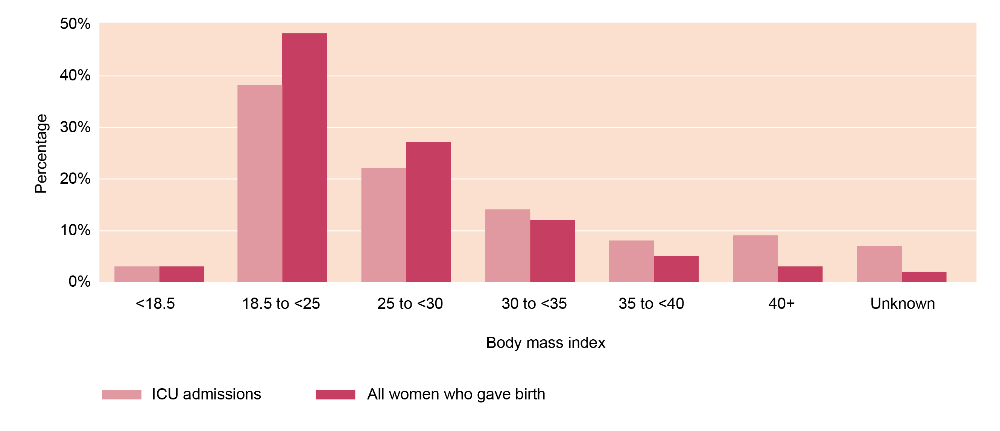 50%
40%
30%
20%
10%
0%
Percentage
<18.5
18.5 to <25
25 to <30
30 to <35
35 to <40
40+
Unknown
Body mass index
ICU admissions
All women who gave birth